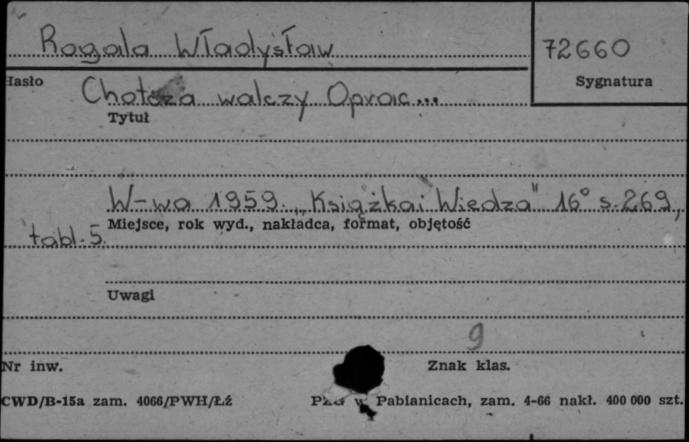 Rogala Władysław
72660
Hasło
Sygnatura
Chotcza walczy Oprac...
Tytuł
W-wa 1959. „Książka i Wiedza" 16° s. 269,
Miejsce, rok wyd., nakładca, format, objętość
tabl. 5.
Uwagi
9
Nr inw.
Znak klas.
CWD/B-15a zam. 4066/PWH/Łź
w Pabianicach, zam. 4-66 nakł. 400 000 szt.